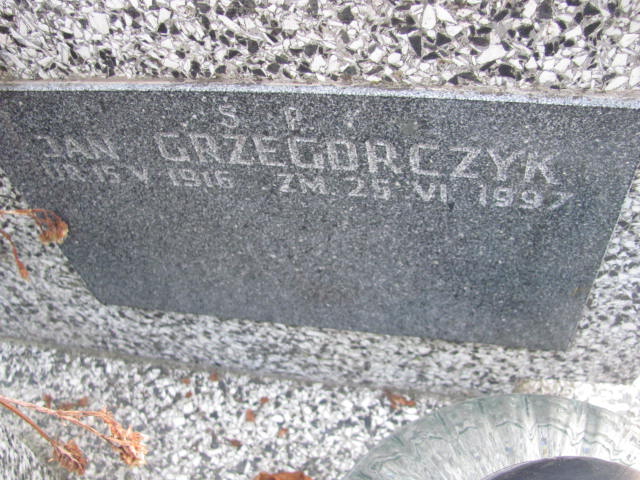 Ś P
JAN GRZEGORCZYK
UR. 15 V 1916 ZM. 25 VI 1997